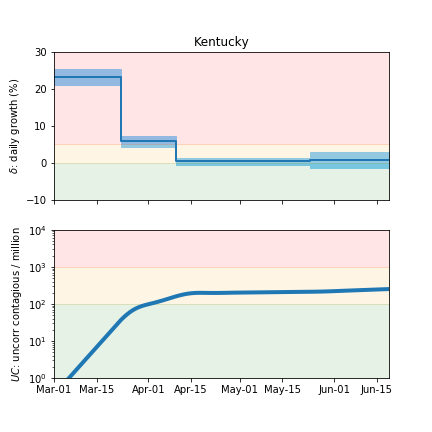 Kentucky
30
20
10
0
−10
δ: daily growth (%)
10⁴
10³
10²
10¹
10⁰
UC: uncorr contagious / million
Mar-01 Mar-15 Apr-01 Apr-15 May-01 May-15 Jun-01 Jun-15